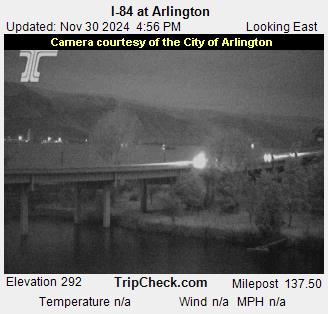 I-84 at Arlington
Updated: Nov 30 2024 4:56 PM Looking East
Camera courtesy of the City of Arlington
Elevation 292 TripCheck.com Milepost 137.50
Temperature n/a Wind n/a MPH n/a